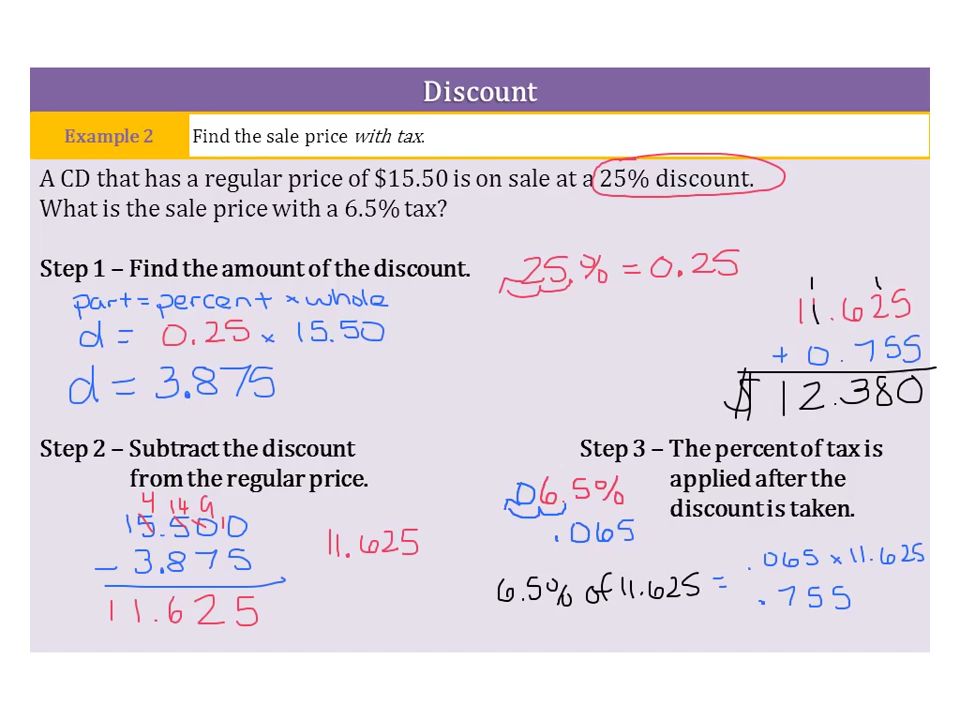 Discount
Example 2
Find the sale price with tax.
A CD that has a regular price of $15.50 is on sale at a 25% discount.
What is the sale price with a 6.5% tax?
Step 1 – Find the amount of the discount.
25.% = 0.25
part = percent × whole
d = 0.25 × 15.50
d = 3.875
1 1
11.625
+ 0.755
$ 12.380
Step 2 – Subtract the discount
from the regular price.
4 14 9
15.500
- 3.875
11.625
11.625
Step 3 – The percent of tax is
applied after the
discount is taken.
06.5%
.065
6.5% of 11.625 = .065 × 11.625
.755